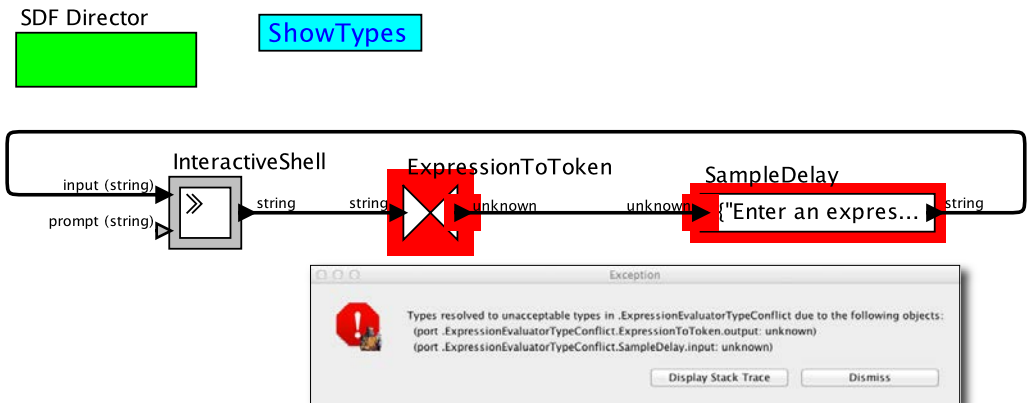 SDF Director
ShowTypes
InteractiveShell
ExpressionToToken
SampleDelay
input (string)
prompt (string)
string
string
unknown
unknown
{"Enter an expres...
string
Exception
Types resolved to unacceptable types in .ExpressionEvaluatorTypeConflict due to the following objects:
(port .ExpressionEvaluatorTypeConflict.ExpressionToToken.output: unknown)
(port .ExpressionEvaluatorTypeConflict.SampleDelay.input: unknown)
Display Stack Trace
Dismiss